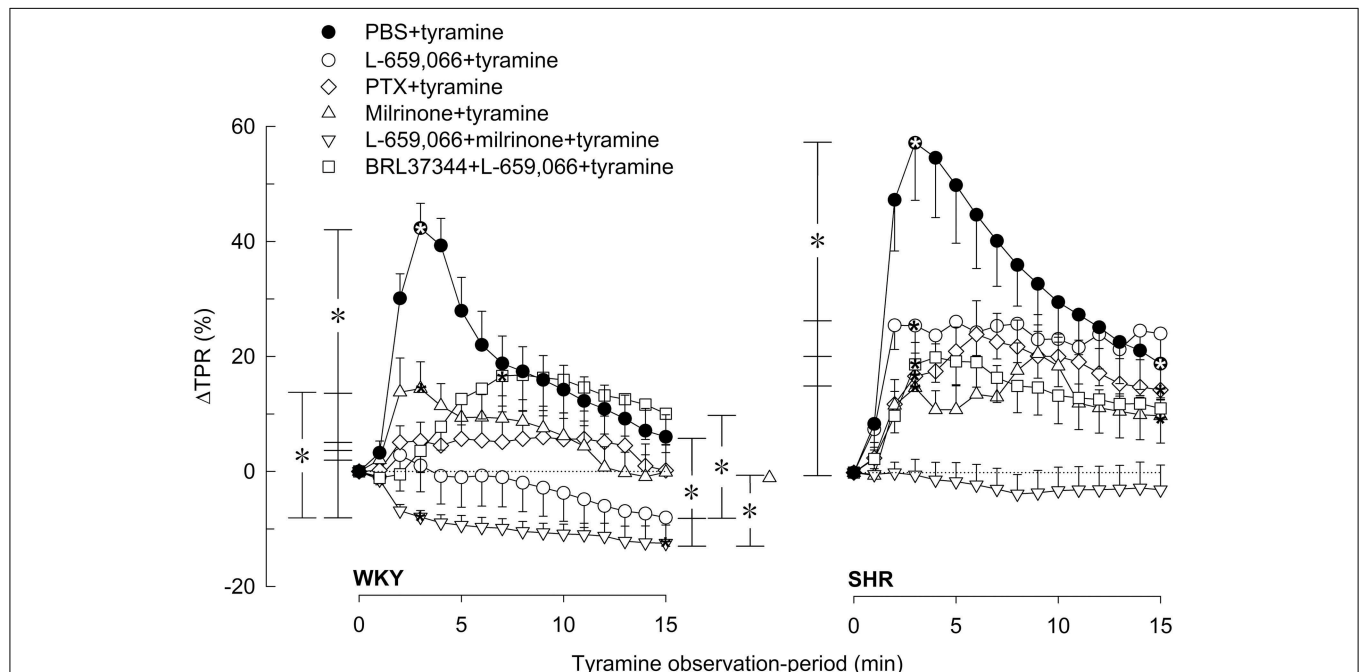 PBS+tyramine
L-659,066+tyramine
PTX+tyramine
Milrinone+tyramine
L-659,066+milrinone+tyramine
BRL37344+L-659,066+tyramine
60
40
20
0
-20
ΔTPR (%)
*
*
*
*
*
*
WKY
SHR
0 5 10 15
0 5 10 15
Tyramine observation-period (min)